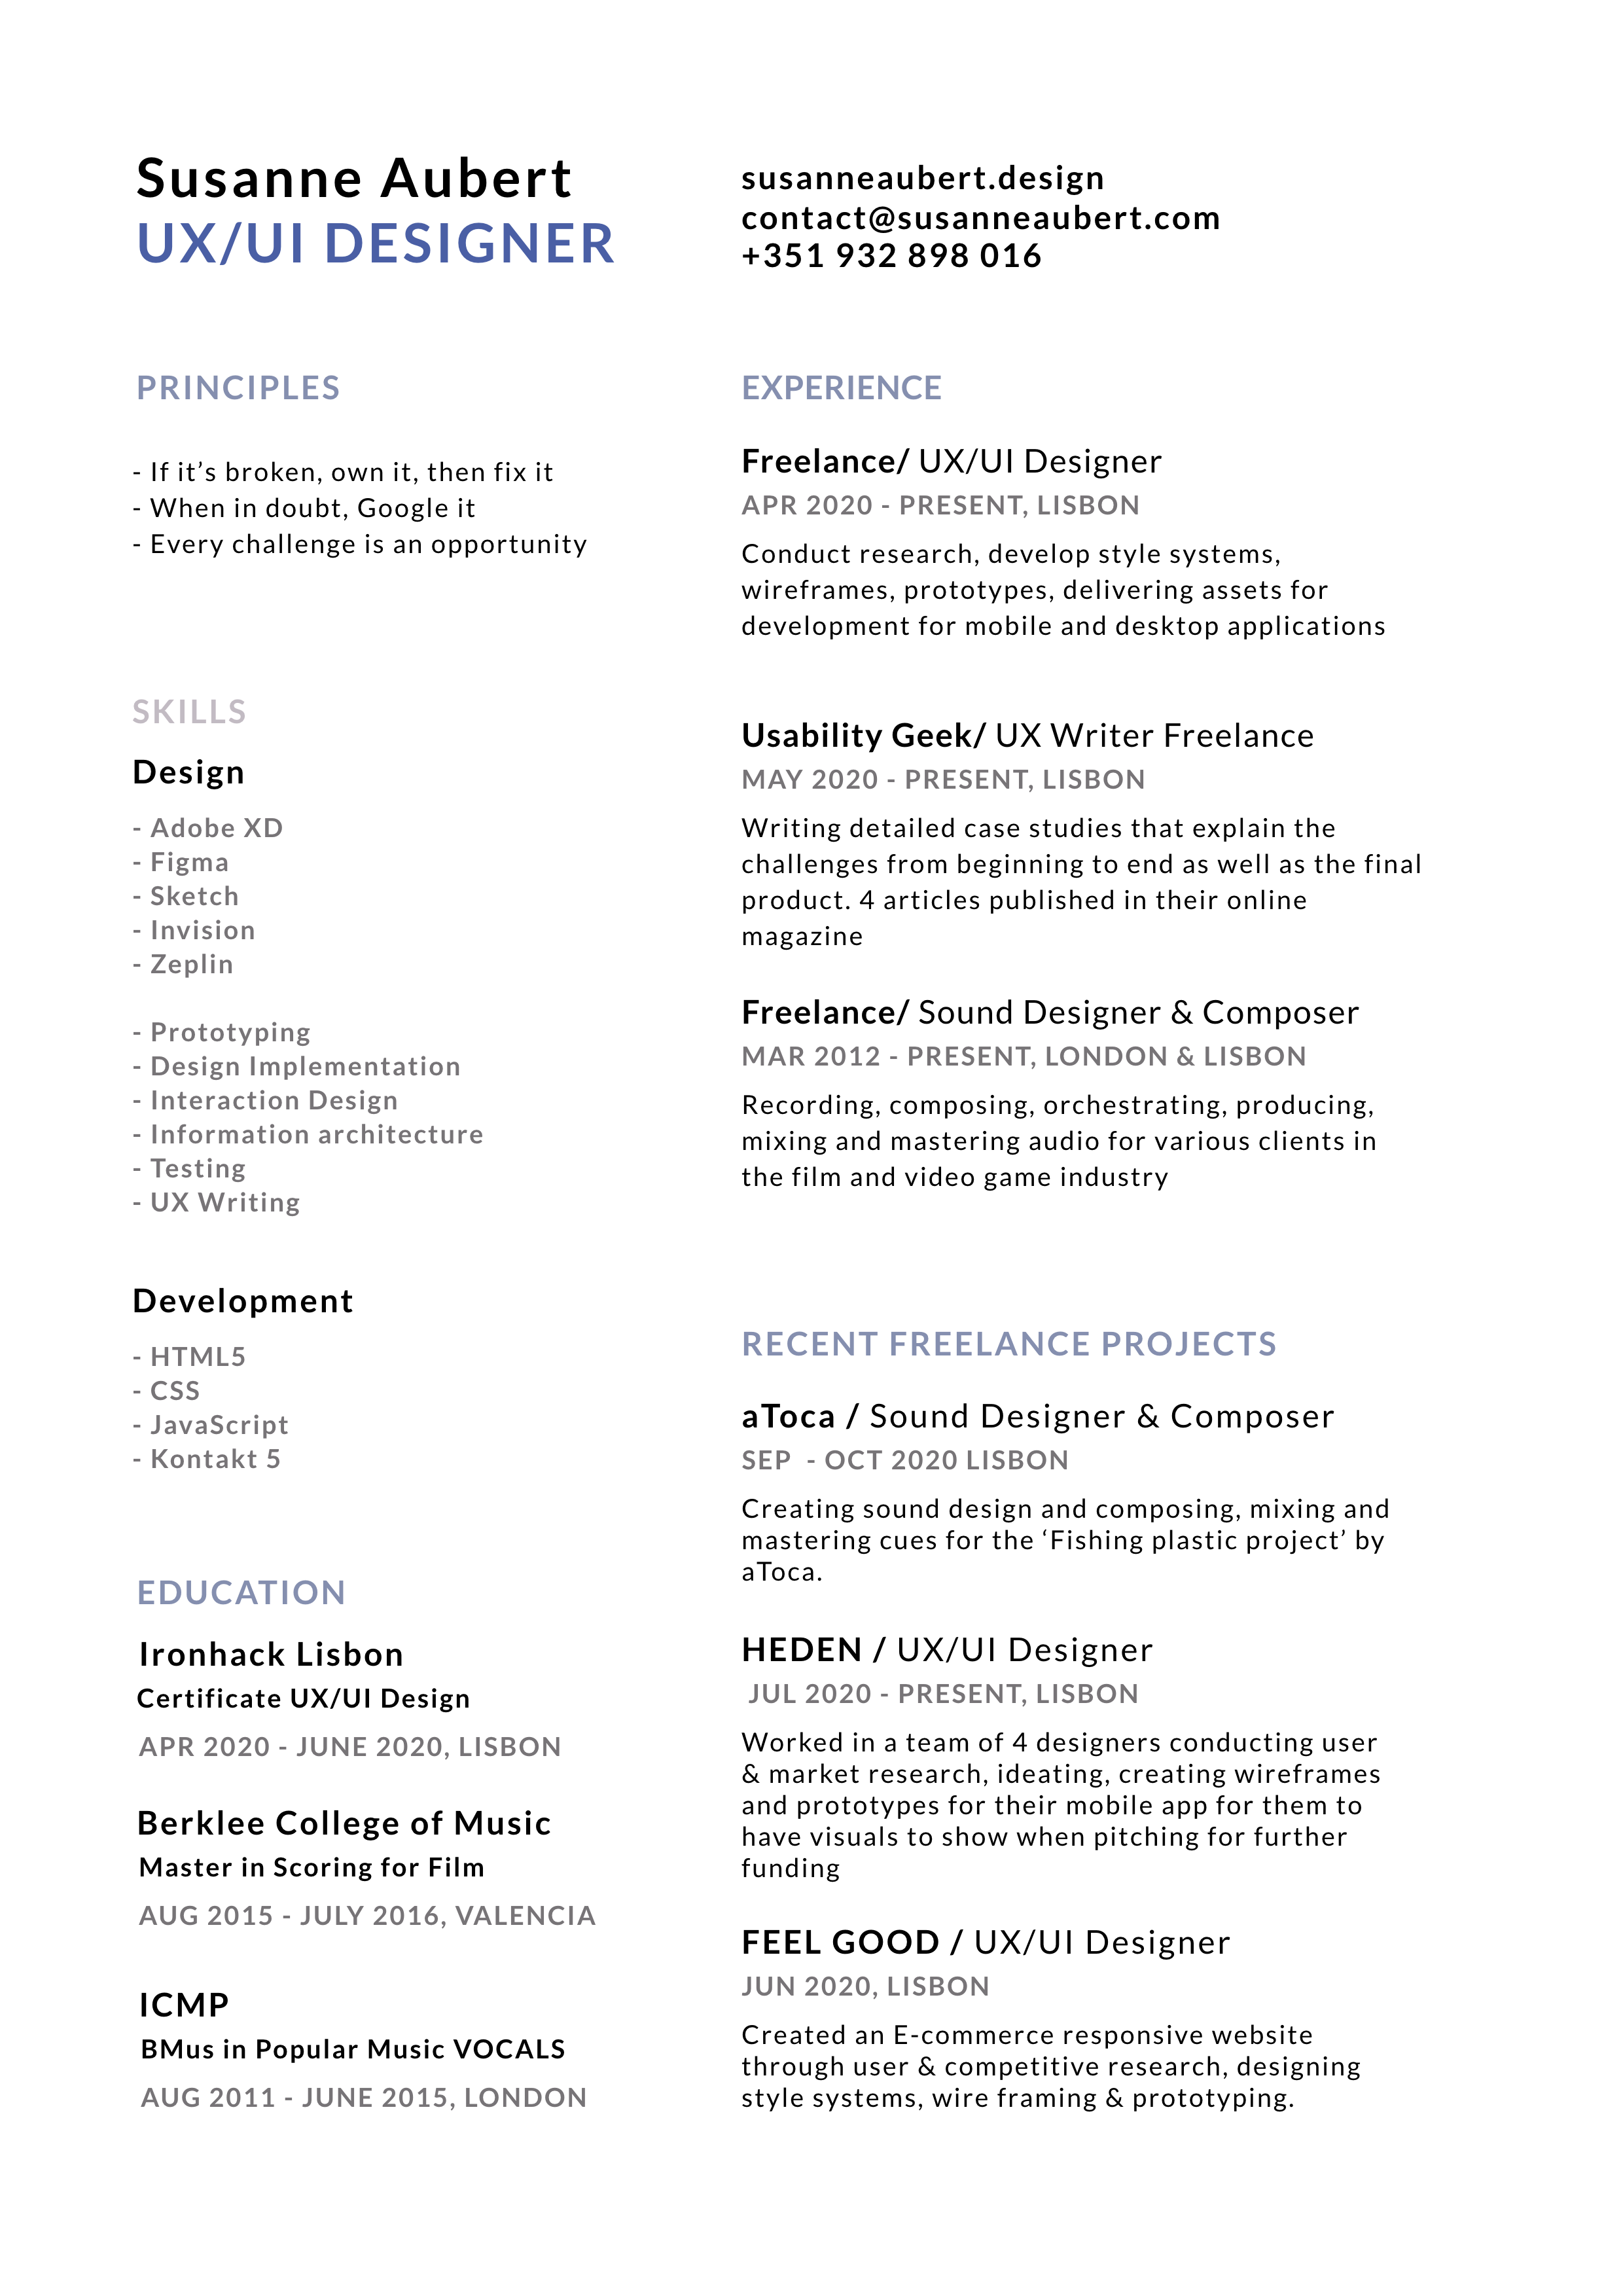 Susanne Aubert
UX/UI DESIGNER
susanneaubert.design
contact@susanneaubert.com
+351 932 898 016
PRINCIPLES
- If it’s broken, own it, then fix it
- When in doubt, Google it
- Every challenge is an opportunity
SKILLS
Design
- Adobe XD
- Figma
- Sketch
- Invision
- Zeplin
- Prototyping
- Design Implementation
- Interaction Design
- Information architecture
- Testing
- UX Writing
Development
- HTML5
- CSS
- JavaScript
- Kontakt 5
EDUCATION
Ironhack Lisbon
Certificate UX/UI Design
APR 2020 - JUNE 2020, LISBON
Berklee College of Music
Master in Scoring for Film
AUG 2015 - JULY 2016, VALENCIA
ICMP
BMus in Popular Music VOCALS
AUG 2011 - JUNE 2015, LONDON
EXPERIENCE
Freelance/ UX/UI Designer
APR 2020 - PRESENT, LISBON
Conduct research, develop style systems,
wireframes, prototypes, delivering assets for
development for mobile and desktop applications
Usability Geek/ UX Writer Freelance
MAY 2020 - PRESENT, LISBON
Writing detailed case studies that explain the
challenges from beginning to end as well as the final
product. 4 articles published in their online
magazine
Freelance/ Sound Designer & Composer
MAR 2012 - PRESENT, LONDON & LISBON
Recording, composing, orchestrating, producing,
mixing and mastering audio for various clients in
the film and video game industry
RECENT FREELANCE PROJECTS
aToca / Sound Designer & Composer
SEP  - OCT 2020 LISBON
Creating sound design and composing, mixing and
mastering cues for the ‘Fishing plastic project’ by
aToca.
HEDEN / UX/UI Designer
JUL 2020 - PRESENT, LISBON
Worked in a team of 4 designers conducting user
& market research, ideating, creating wireframes
and prototypes for their mobile app for them to
have visuals to show when pitching for further
funding
FEEL GOOD / UX/UI Designer
JUN 2020, LISBON
Created an E-commerce responsive website
through user & competitive research, designing
style systems, wire framing & prototyping.